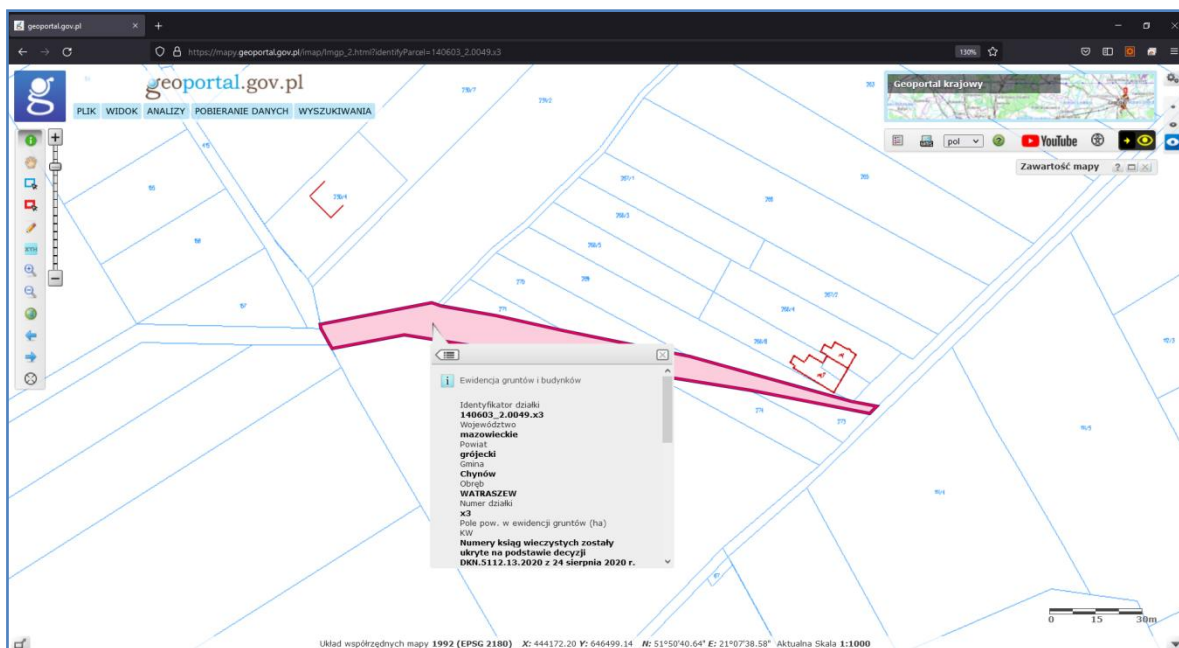 geoportal.gov.pl
https://mapy.geoportal.gov.pl/imap/Imgp_2.html?identifyParcel=140603_2.0049.x3
130%
geoportal.gov.pl
PLIK WIDOK ANALIZY POBIERANIE DANYCH WYSZUKIWANIA
Geoportal krajowy
pol
YouTube
Zawartość mapy
XYH
Ewidencja gruntów i budynków
Identyfikator działki
140603_2.0049.x3
Województwo
mazowieckie
Powiat
grójecki
Gmina
Chynów
Obręb
WATRASZEW
Numer działki
x3
Pole pow. w ewidencji gruntów (ha)
KW
Numery ksiąg wieczystych zostały
ukryte na podstawie decyzji
DKN.5112.13.2020 z 24 sierpnia 2020 r.
270
271
274
273
0 15 30m
Układ współrzędnych mapy 1992 (EPSG 2180) X: 444172.20 Y: 646499.14 N: 51°50'40.64" E: 21°07'38.58" Aktualna Skala 1:1000